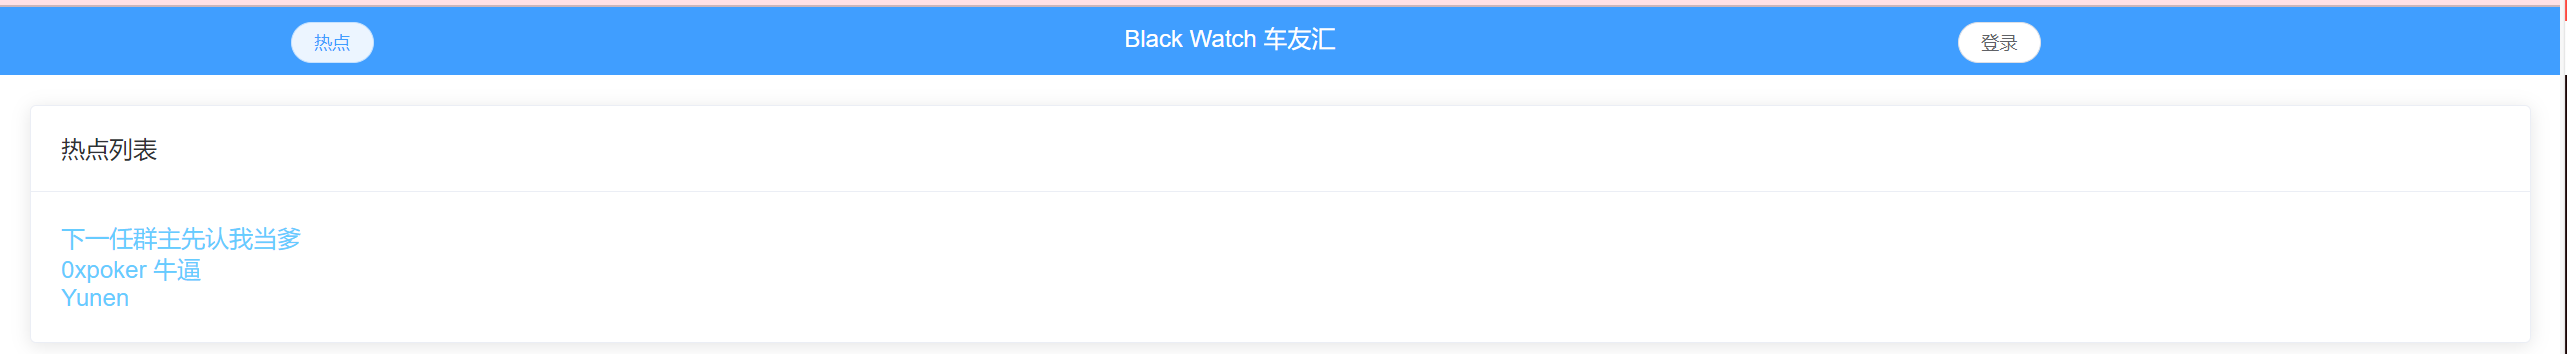 热点
Black Watch 车友汇
登录
热点列表
下一任群主先认我当爹
0xpoker 牛逼
Yunen